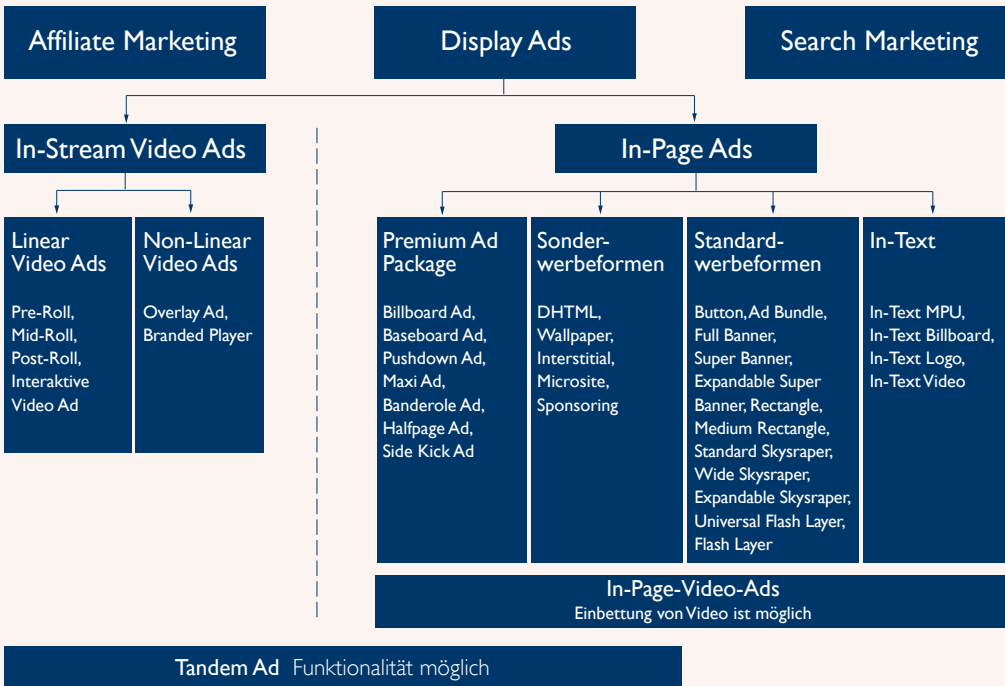 Affiliate Marketing
Display Ads
Search Marketing
In-Stream Video Ads
In-Page Ads
Linear
Video Ads
Pre-Roll,
Mid-Roll,
Post-Roll,
Interaktive
Video Ad
Non-Linear
Video Ads
Overlay Ad,
Branded Player
Premium Ad
Package
Billboard Ad,
Baseboard Ad,
Pushdown Ad,
Maxi Ad,
Banderole Ad,
Halfpage Ad,
Side Kick Ad
Sonder-
werbeformen
DHTML,
Wallpaper,
Interstitial,
Microsite,
Sponsoring
Standard-
werbeformen
Button, Ad Bundle,
Full Banner,
Super Banner,
Expandable Super
Banner, Rectangle,
Medium Rectangle,
Standard Skysraper,
Wide Skysraper,
Expandable Skysraper,
Universal Flash Layer,
Flash Layer
In-Text
In-Text MPU,
In-Text Billboard,
In-Text Logo,
In-Text Video
In-Page-Video-Ads
Einbettung von Video ist möglich
Tandem Ad Funktionalität möglich